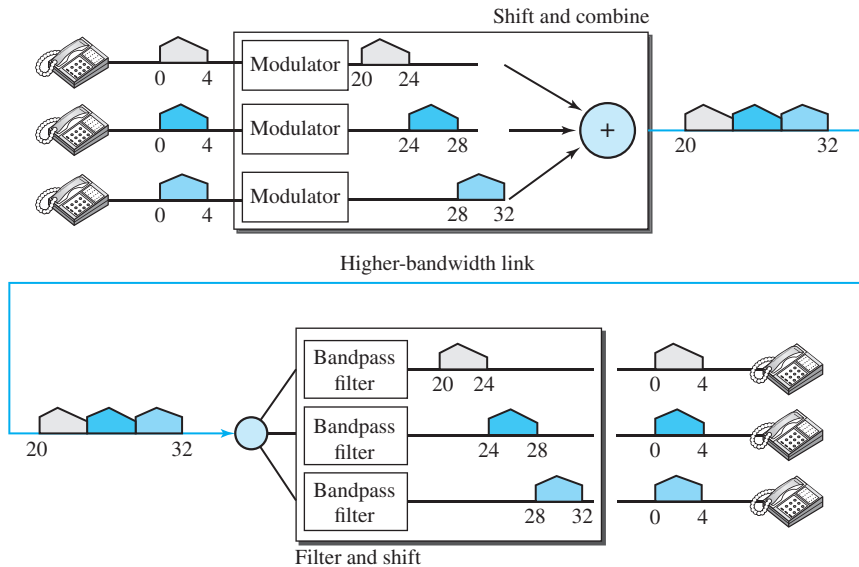 Shift and combine
0 4 Modulator 20 24
0 4 Modulator 24 28
+
20 32
0 4 Modulator 28 32
Higher-bandwidth link
Bandpass
filter
20 24 0 4
20 32
Bandpass
filter
24 28 0 4
Bandpass
filter
28 32 0 4
Filter and shift